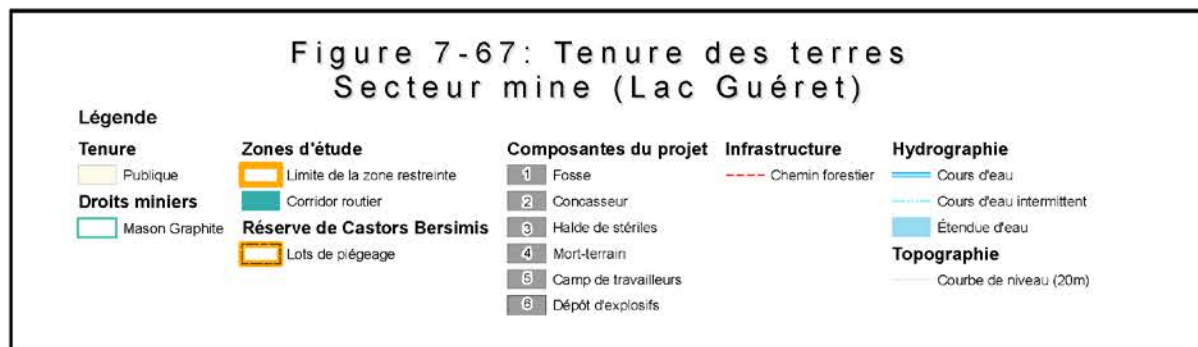 Figure 7-67: Tenure des terres
Secteur mine (Lac Guéret)
Légende
Tenure
Publique
Droits miniers
Mason Graphite
Zones d'étude
Limite de la zone restreinte
Corridor routier
Réserve de Castors Bersimis
Lots de piégeage
Composantes du projet
1 Fosse
2 Concasseur
3 Halde de stériles
4 Mort-terrain
5 Camp de travailleurs
6 Dépôt d'explosifs
Infrastructure
Chemin forestier
Hydrographie
Cours d'eau
Cours d'eau intermittent
Étendue d'eau
Topographie
Courbe de niveau (20m)